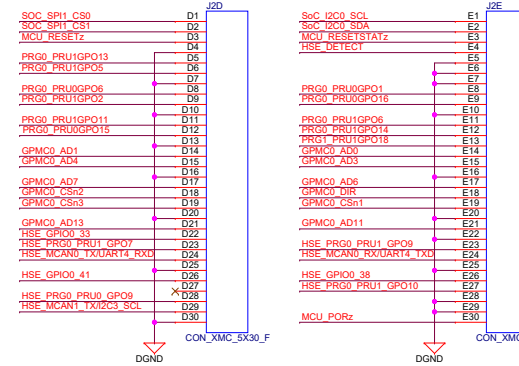 J2D
SOC_SPI1_CS0 D1
SOC_SPI1_CS1 D2
MCU_RESETz D3
D4
PRG0_PRU1GPO13 D5
PRG0_PRU1GPO5 D6
D7
PRG0_PRU0GPO6 D8
PRG0_PRU1GPO2 D9
D10
PRG0_PRU1GPO11 D11
PRG0_PRU0GPO15 D12
D13
GPMC0_AD1 D14
GPMC0_AD4 D15
D16
GPMC0_AD7 D17
GPMC0_CSn2 D18
GPMC0_CSn3 D19
D20
GPMC0_AD13 D21
HSE_GPIO0_33 D22
HSE_PRG0_PRU1_GPO7 D23
HSE_MCAN0_TX/UART4_RXD D24
D25
HSE_GPIO0_41 D26
D27
HSE_PRG0_PRU0_GPO9 D28
HSE_MCAN1_TX/I2C3_SCL D29
D30
CON_XMC_5X30_F
DGND
J2E
SoC_I2C0_SCL E1
SoC_I2C0_SDA E2
MCU_RESETSTATz E3
HSE_DETECT E4
E5
E6
E7
PRG0_PRU0GPO1 E8
PRG0_PRU0GPO16 E9
E10
PRG0_PRU1GPO6 E11
PRG0_PRU1GPO14 E12
PRG1_PRU1GPO18 E13
GPMC0_AD0 E14
GPMC0_AD3 E15
E16
GPMC0_AD6 E17
GPMC0_DIR E18
GPMC0_CSn1 E19
E20
GPMC0_AD11 E21
E22
HSE_PRG0_PRU1_GPO9 E23
HSE_MCAN0_RX/UART4_TXD E24
E25
HSE_GPIO0_38 E26
HSE_PRG0_PRU1_GPO10 E27
E28
E29
MCU_PORz E30
CON_XMC
DGND